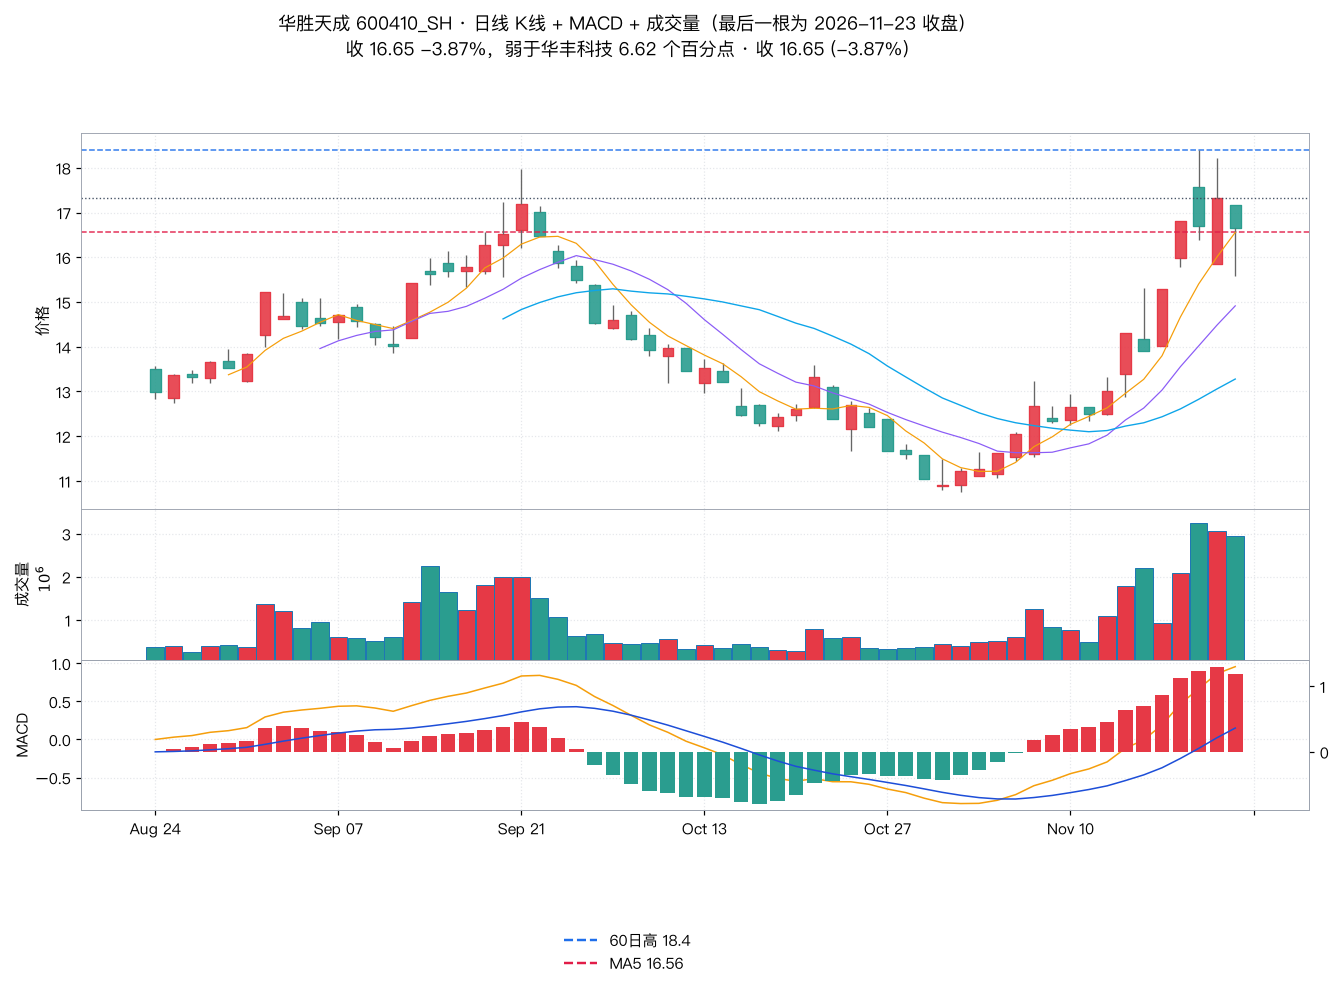 华胜天成 600410_SH · 日线 K线 + MACD + 成交量（最后一根为 2026−11−23 收盘）
收 16.65 −3.87%，弱于华丰科技 6.62 个百分点 · 收 16.65 (−3.87%)
价格
18
17
16
15
14
13
12
11
成交量
10⁶
3
2
1
MACD
1.0
0.5
0.0
−0.5
1
0
Aug 24
Sep 07
Sep 21
Oct 13
Oct 27
Nov 10
60日高 18.4
MA5 16.56